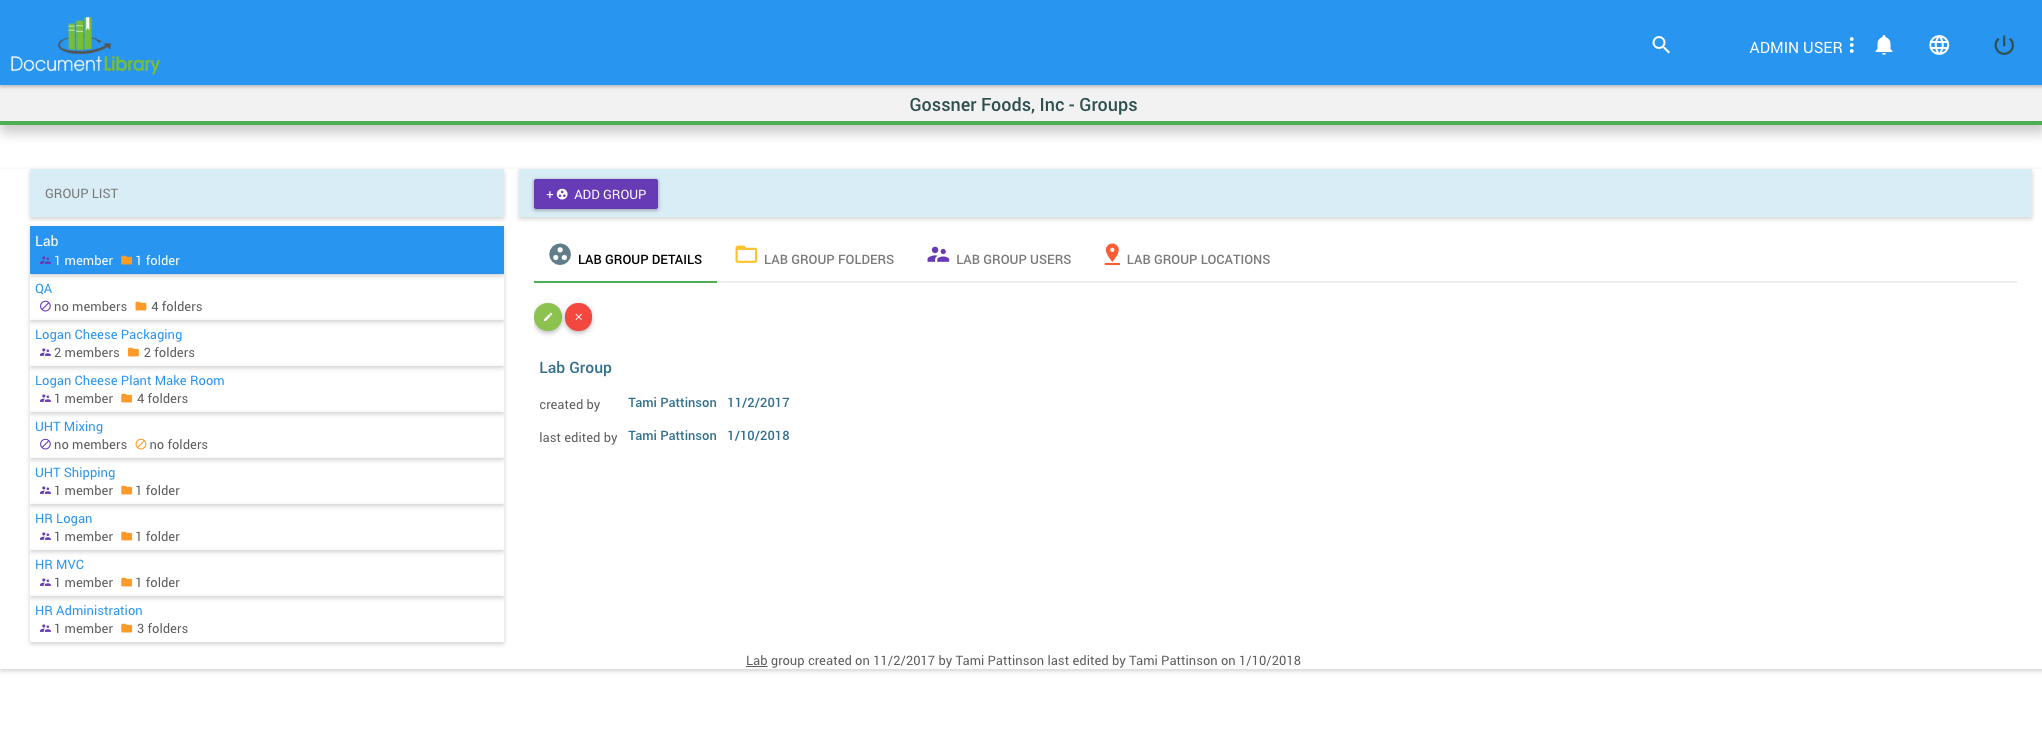 DocumentLibrary
ADMIN USER
Gossner Foods, Inc - Groups
GROUP LIST
+ ADD GROUP
Lab
1 member 1 folder
QA
no members 4 folders
Logan Cheese Packaging
2 members 2 folders
Logan Cheese Plant Make Room
1 member 4 folders
UHT Mixing
no members no folders
UHT Shipping
1 member 1 folder
HR Logan
1 member 1 folder
HR MVC
1 member 1 folder
HR Administration
1 member 3 folders
LAB GROUP DETAILS LAB GROUP FOLDERS LAB GROUP USERS LAB GROUP LOCATIONS
Lab Group
created by Tami Pattinson 11/2/2017
last edited by Tami Pattinson 1/10/2018
Lab group created on 11/2/2017 by Tami Pattinson last edited by Tami Pattinson on 1/10/2018